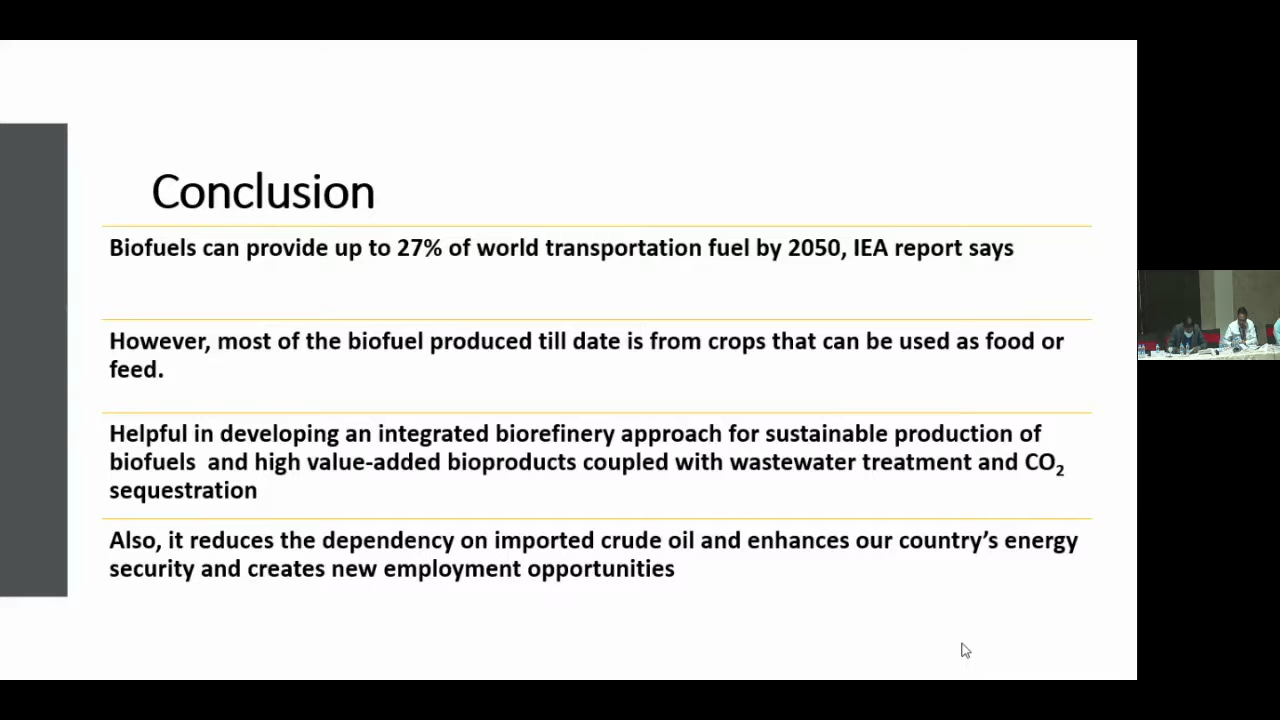 Conclusion
Biofuels can provide up to 27% of world transportation fuel by 2050, IEA report says
However, most of the biofuel produced till date is from crops that can be used as food or
feed.
Helpful in developing an integrated biorefinery approach for sustainable production of
biofuels  and high value-added bioproducts coupled with wastewater treatment and CO₂
sequestration
Also, it reduces the dependency on imported crude oil and enhances our country’s energy
security and creates new employment opportunities